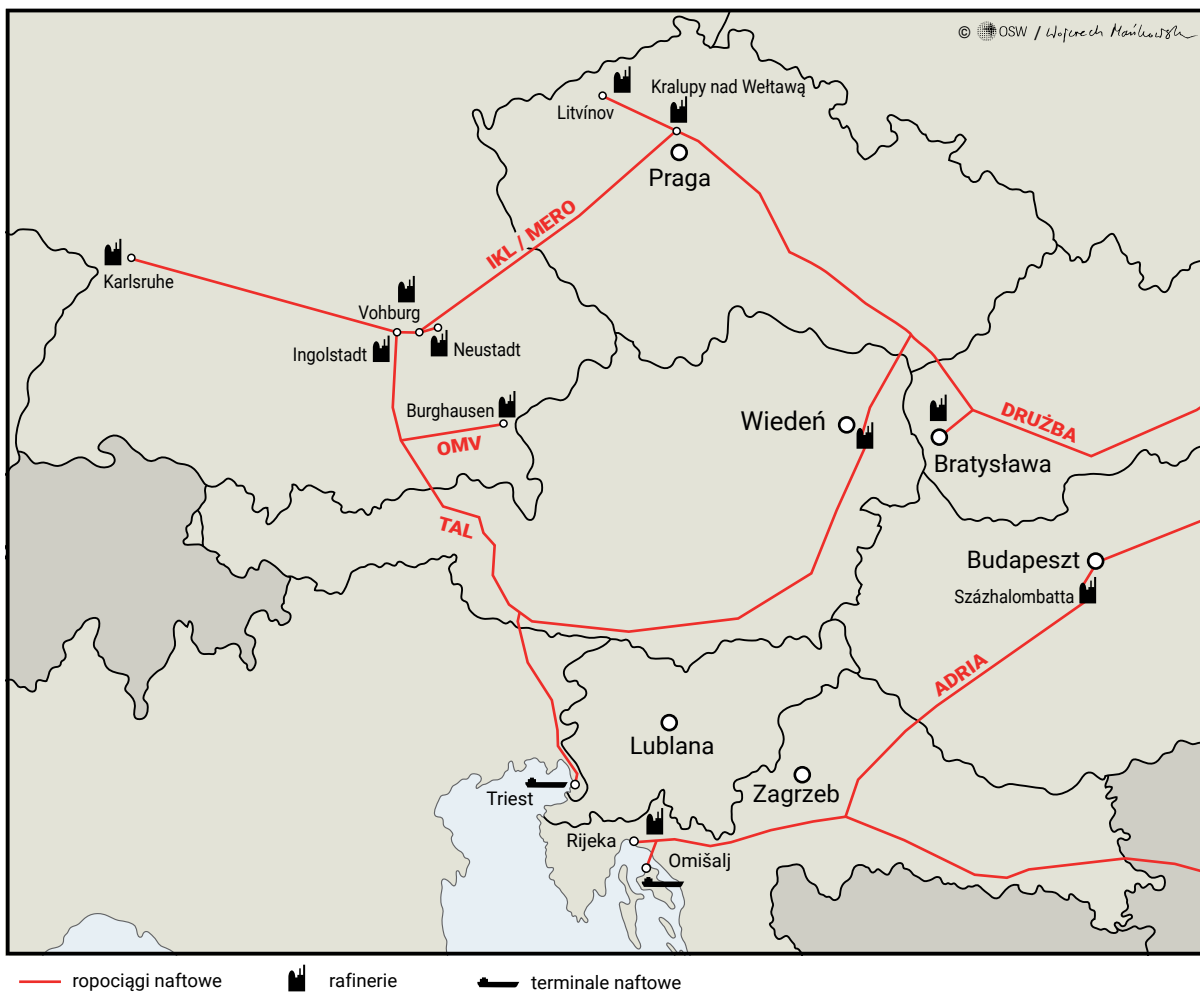 © OSW / Wojciech Mańkowski
Kralupy nad Wełtawą
Litvínov
Praga
IKL / MERO
Karlsruhe
Vohburg
Ingolstadt
Neustadt
Burghausen
OMV
Wiedeń
DRUŻBA
Bratysława
TAL
Budapeszt
Százhalombatta
ADRIA
Lublana
Triest
Zagrzeb
Rijeka
Omišalj
ropociągi naftowe
rafinerie
terminale naftowe